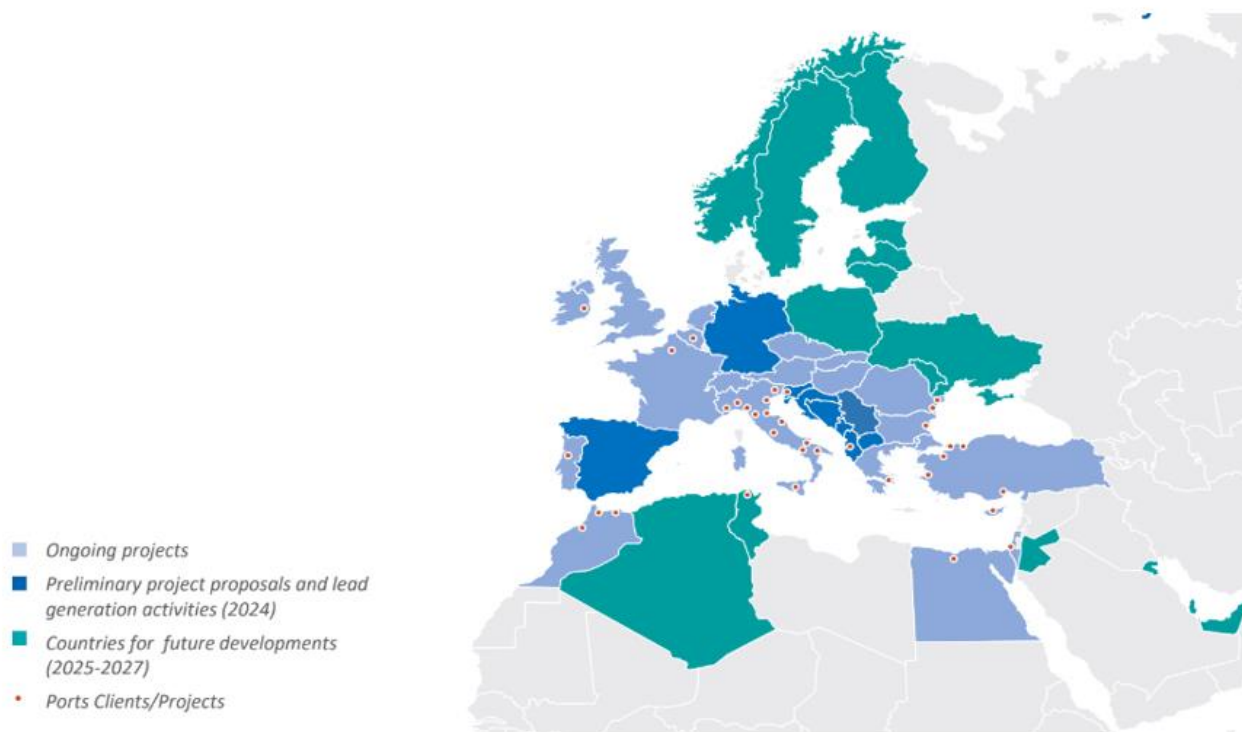 Ongoing projects
Preliminary project proposals and lead
generation activities (2024)
Countries for future developments
(2025-2027)
Ports Clients/Projects